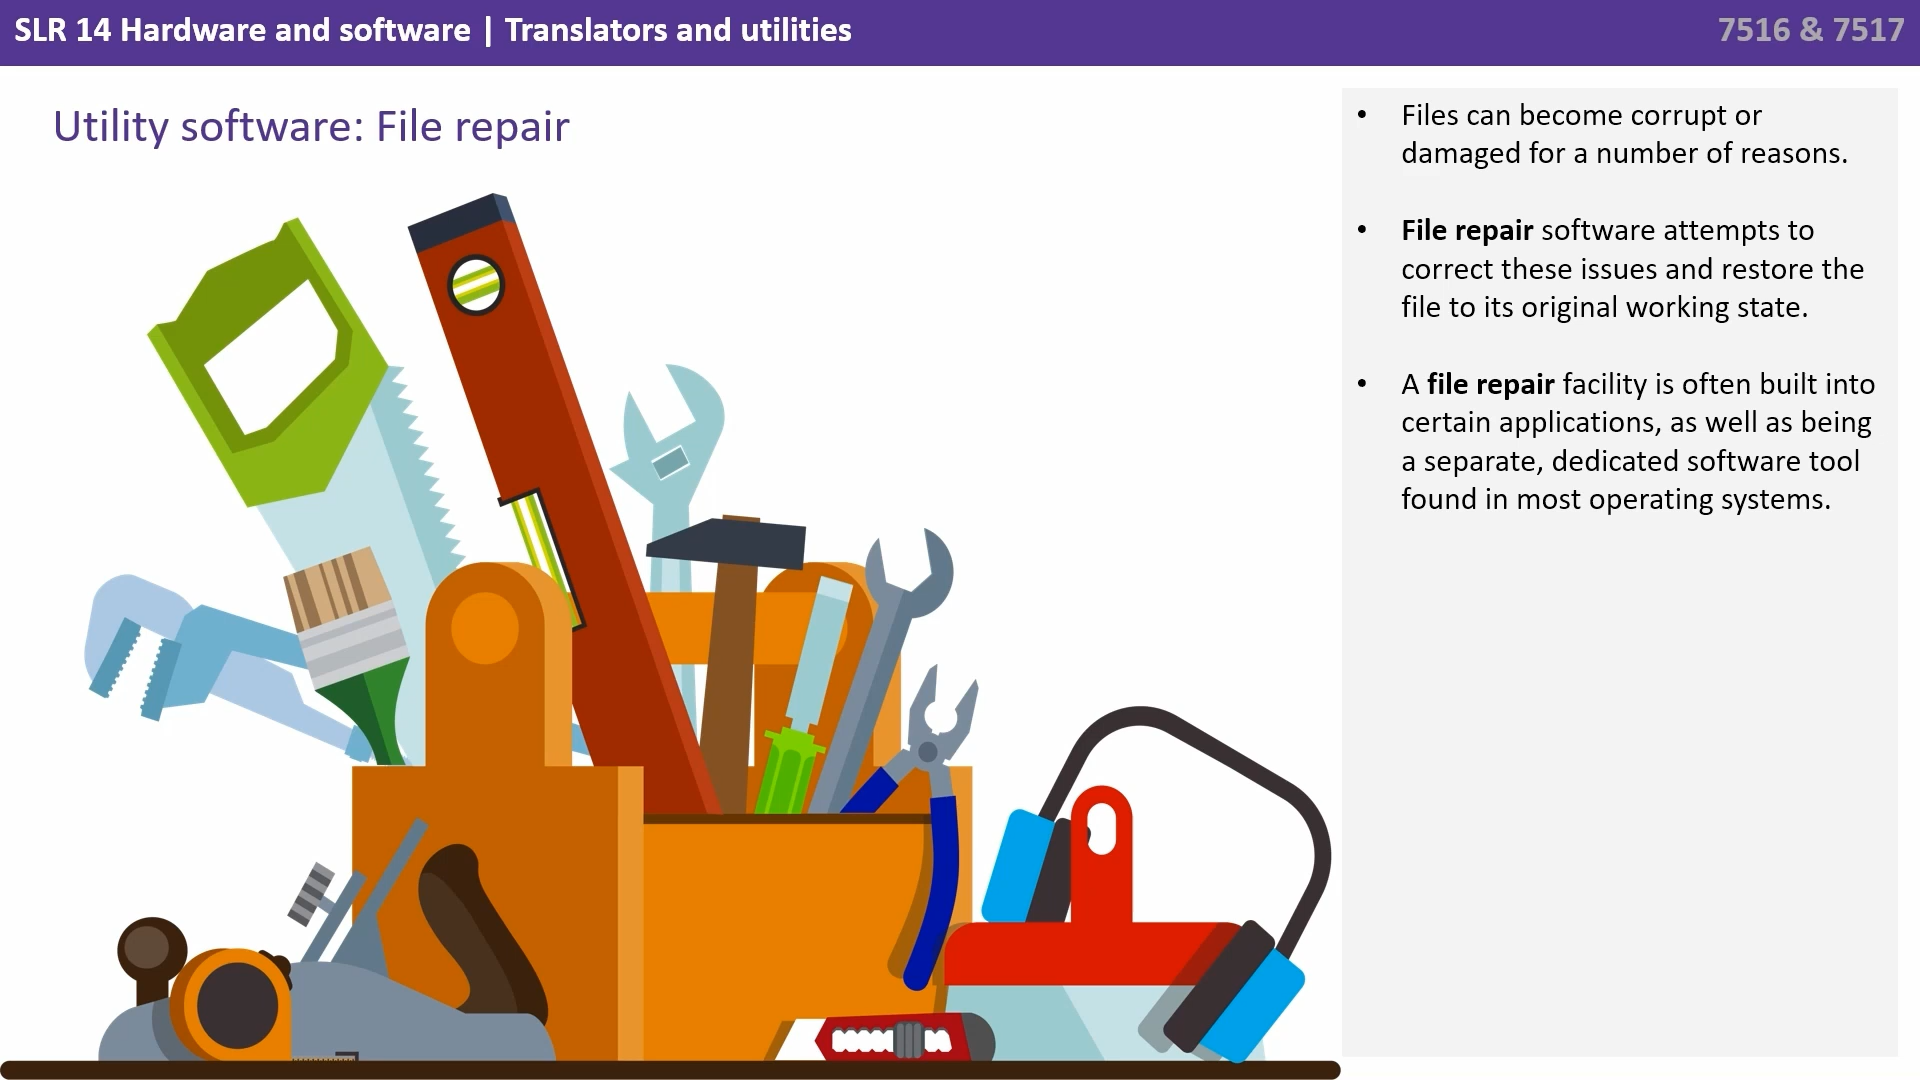 SLR 14 Hardware and software | Translators and utilities
7516 & 7517
Utility software: File repair
• Files can become corrupt or
damaged for a number of reasons.
• File repair software attempts to
correct these issues and restore the
file to its original working state.
• A file repair facility is often built into
certain applications, as well as being
a separate, dedicated software tool
found in most operating systems.